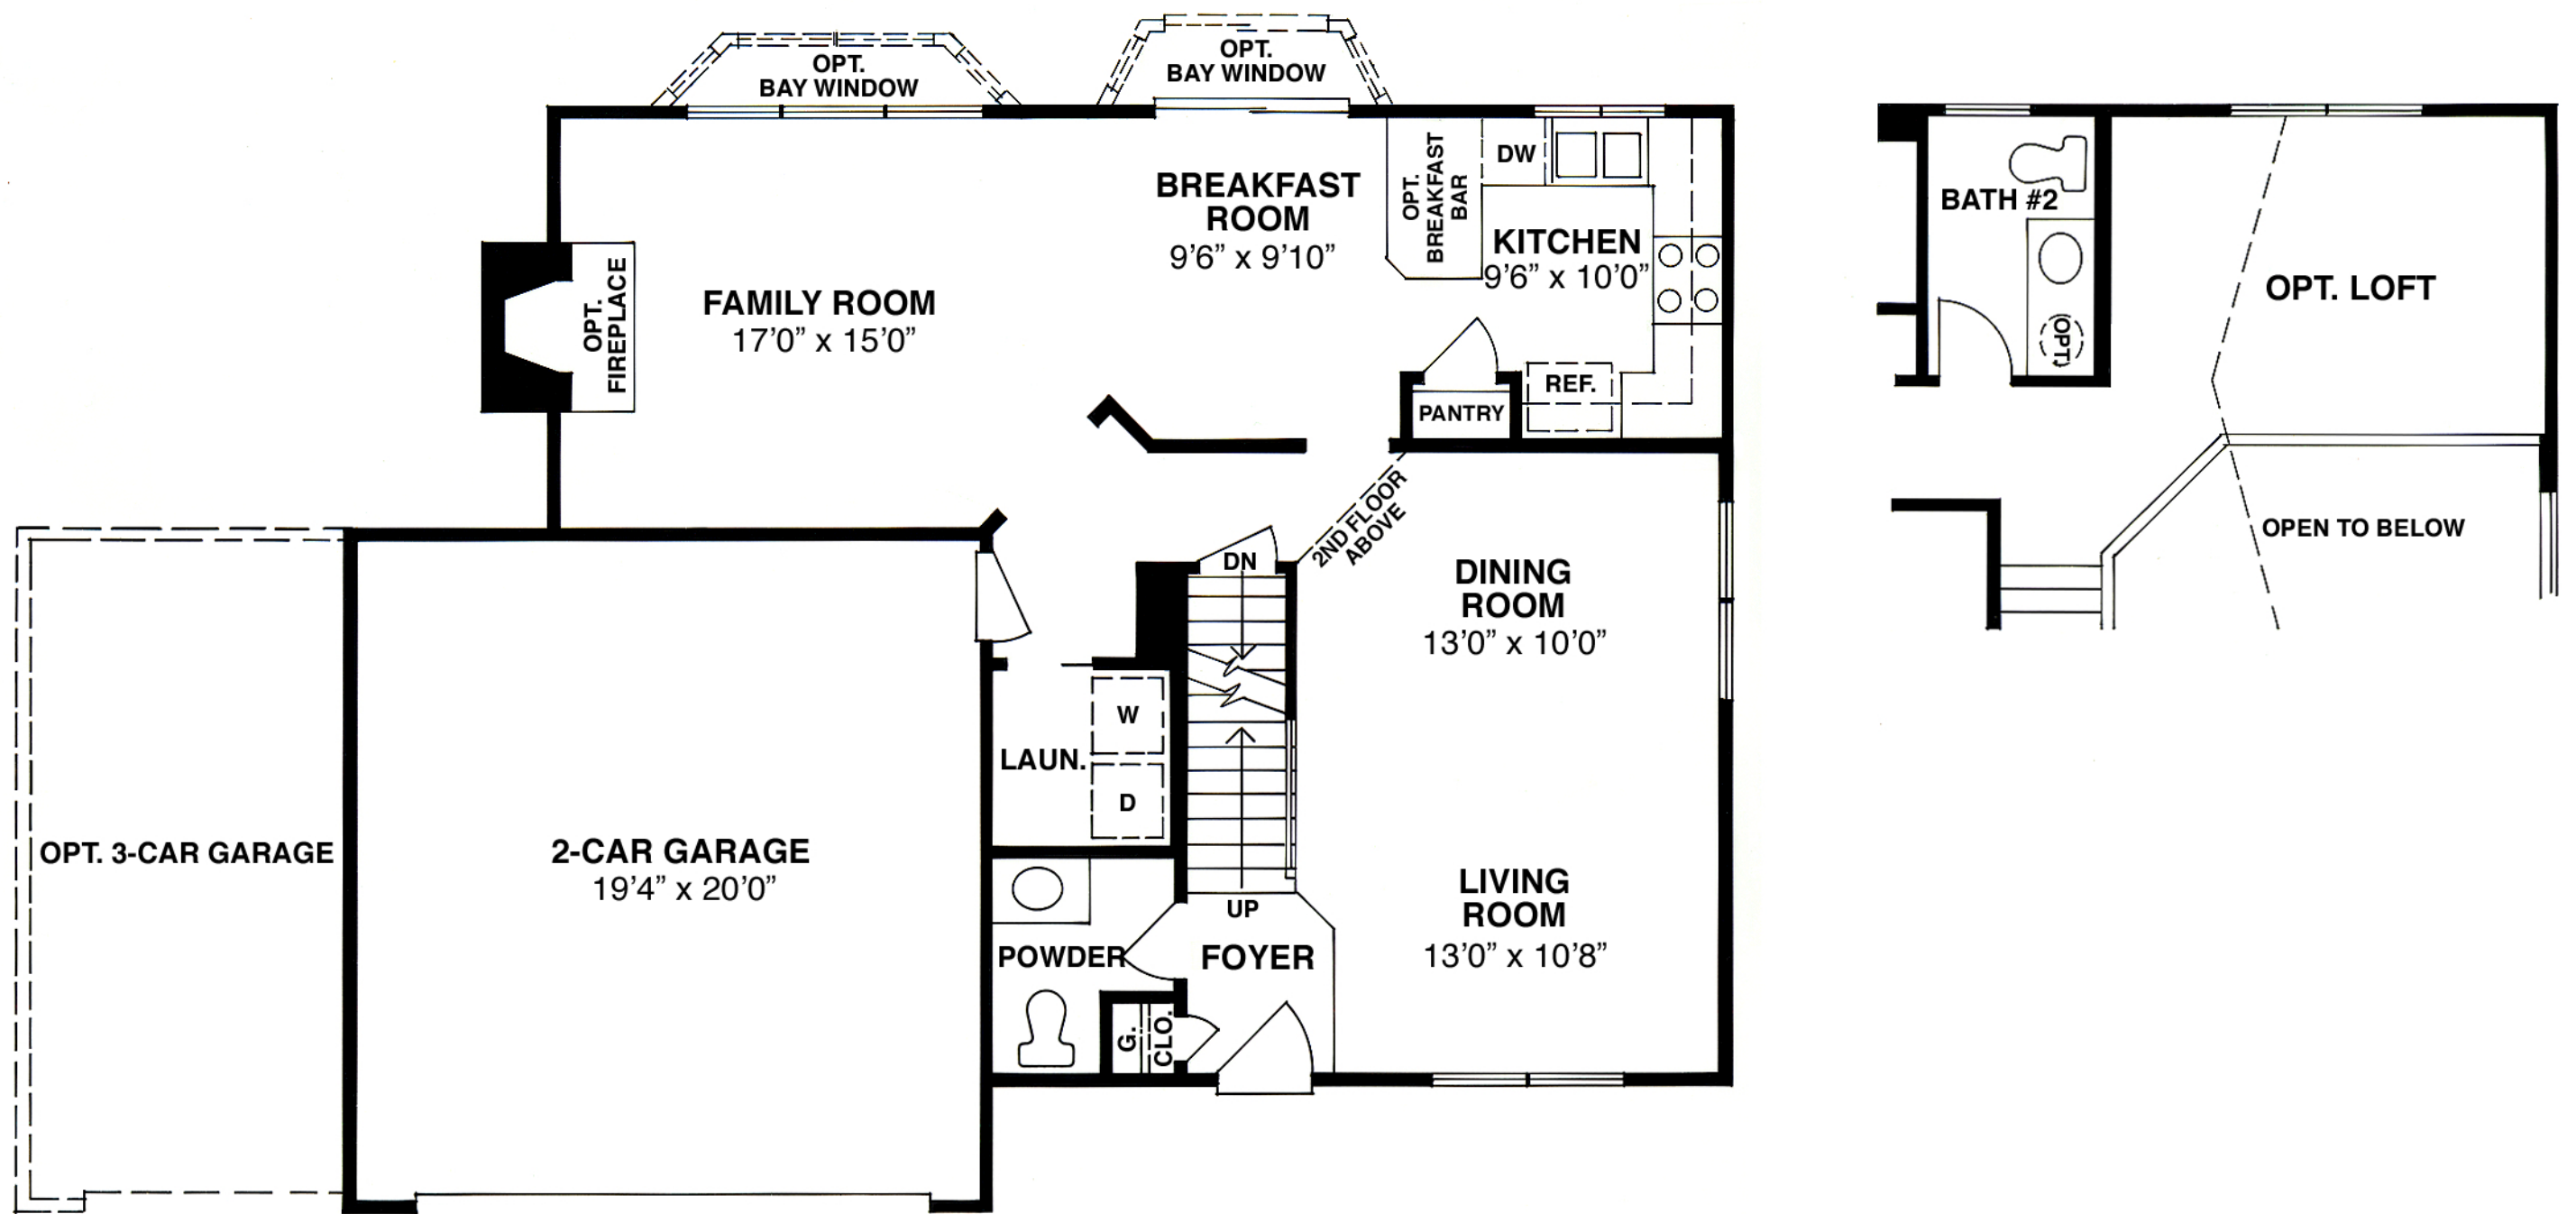 OPT.
BAY WINDOW
OPT.
BAY WINDOW
OPT.
FIREPLACE
FAMILY ROOM
17’0” x 15’0”
BREAKFAST
ROOM
9’6” x 9’10”
OPT.
BREAKFAST
BAR
DW
KITCHEN
9’6” x 10’0”
REF.
PANTRY
2ND FLOOR
ABOVE
DN
DINING
ROOM
13’0” x 10’0”
W
LAUN.
D
OPT. 3-CAR GARAGE
2-CAR GARAGE
19’4” x 20’0”
LIVING
ROOM
13’0” x 10’8”
UP
POWDER
FOYER
G.
CLO.
BATH #2
OPT.
OPT. LOFT
OPEN TO BELOW